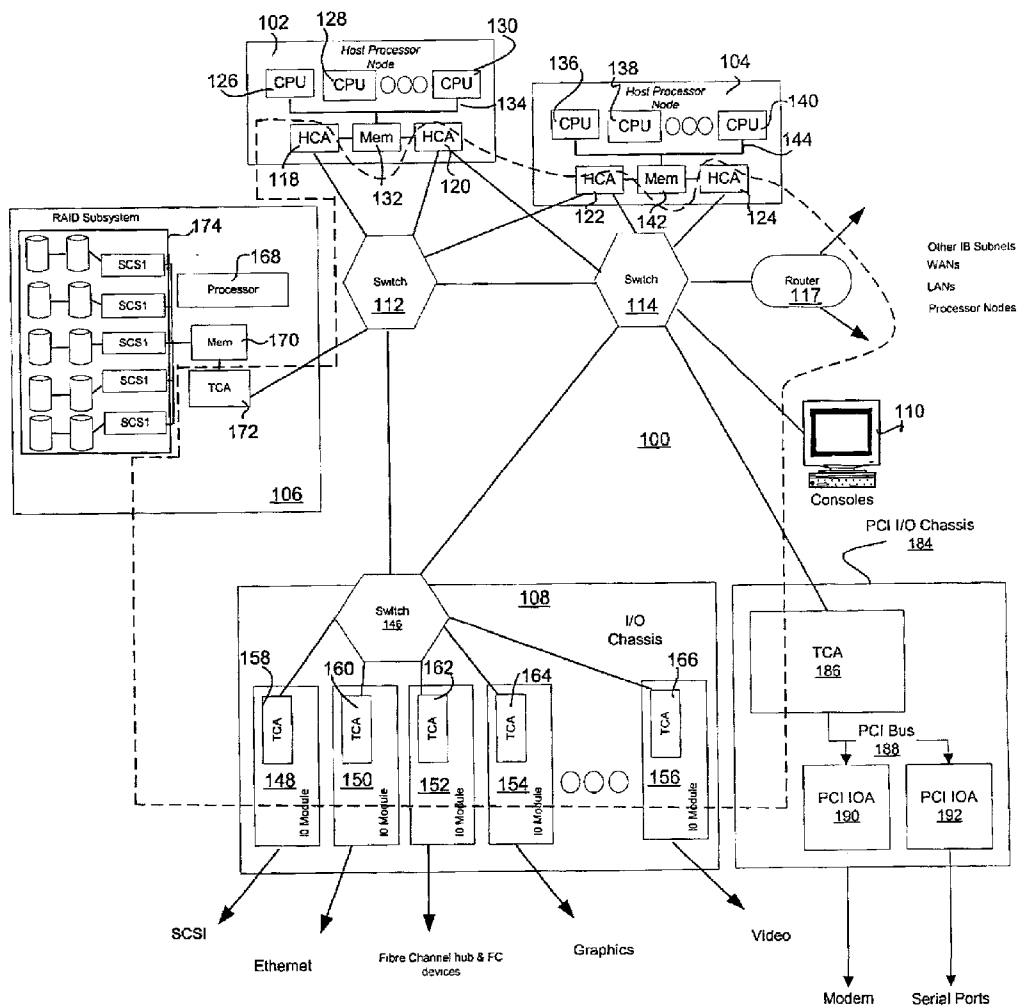 102
128
130
Host Processor
Node
CPU
CPU
CPU
126
134
HCA
Mem
HCA
118
132
120
104
136
138
Host Processor
Node
CPU
CPU
CPU
140
144
HCA
Mem
HCA
122
142
124
RAID Subsystem
174
SCS1
SCS1
SCS1
SCS1
SCS1
168
Processor
Mem
170
TCA
172
106
Switch
112
Switch
114
Router
117
Other IB Subnets
WANs
LANs
Processor Nodes
100
110
Consoles
PCI I/O Chassis
184
Switch
146
108
I/O
Chassis
158
160
162
164
166
TCA
TCA
TCA
TCA
TCA
148
150
152
154
156
I0 Module
I0 Module
I0 Module
I0 Module
I0 Module
TCA
186
PCI Bus
188
PCI IOA
190
PCI IOA
192
SCSI
Ethernet
Fibre Channel hub & FC
devices
Graphics
Video
Modem
Serial Ports